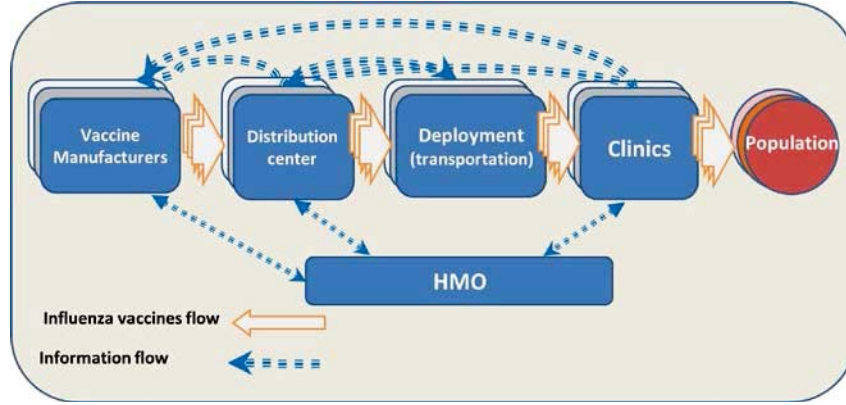 Vaccine
Manufacturers
Distribution
center
Deployment
(transportation)
Clinics
Population
HMO
Influenza vaccines flow
Information flow